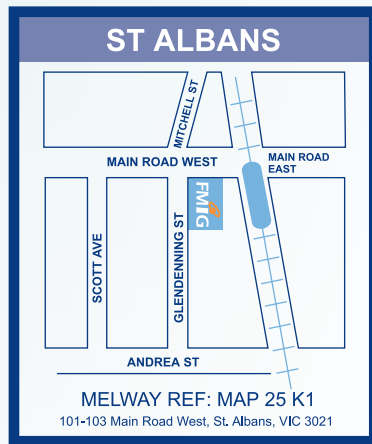 ST ALBANS
MITCHELL ST
MAIN ROAD WEST
MAIN ROAD
EAST
FMIG
SCOTT AVE
GLENDENNING ST
ANDREA ST
MELWAY REF: MAP 25 K1
101-103 Main Road West, St. Albans, VIC 3021